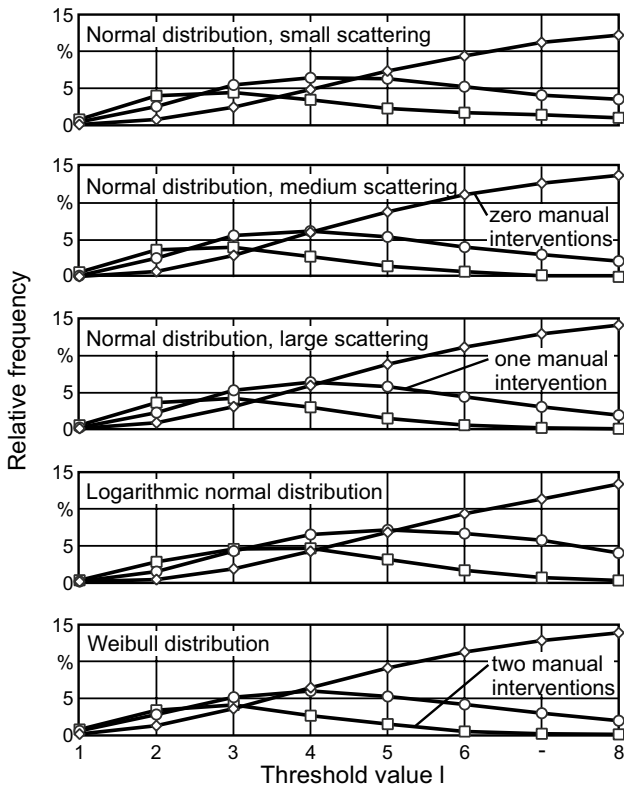 15
Normal distribution, small scattering
%
5
0
15
Normal distribution, medium scattering
%
zero manual
interventions
5
0
15
Normal distribution, large scattering
%
one manual
intervention
5
0
15
%
Logarithmic normal distribution
5
0
15
Weibull distribution
%
two manual
interventions
5
0
1 2 3 4 5 6 - 8
Threshold value l
Relative frequency